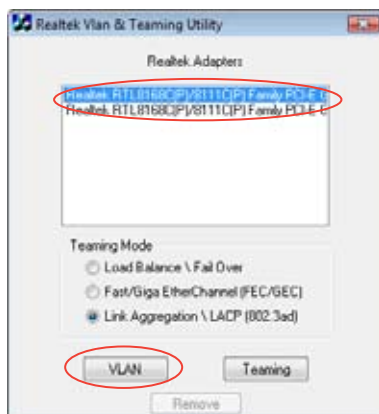 Realtek Vlan & Teaming Utility
Realtek Adapters
Realtek RTL8168C(P)/8111C(P) Family PCI-E G
Realtek RTL8168C(P)/8111C(P) Family PCI-E G
Teaming Mode
Load Balance \ Fail Over
Fast/Giga EtherChannel (FEC/GEC)
Link Aggregation \ LACP (802.3ad)
VLAN
Teaming
Remove